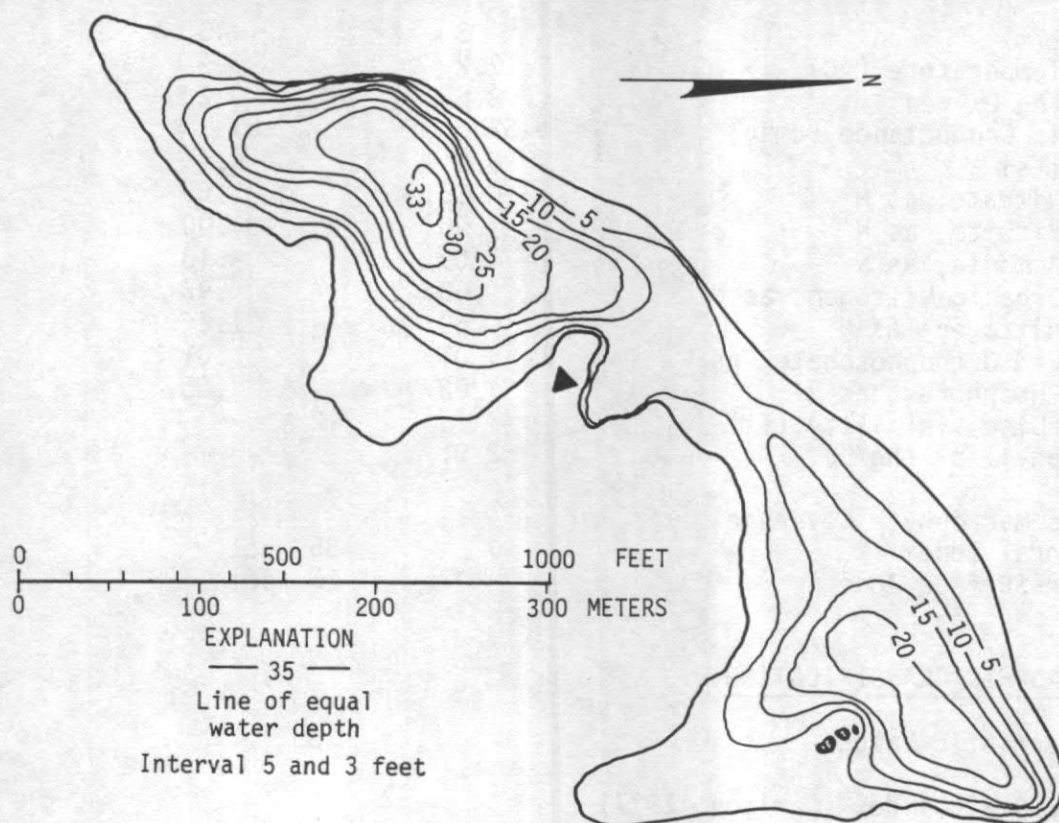 N
5
10
15
20
25
30
33
0 500 1000 FEET
0 100 200 300 METERS
EXPLANATION
35
Line of equal
water depth
Interval 5 and 3 feet
5
10
15
20